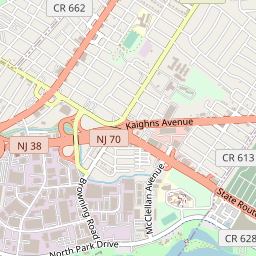 CR 662
Kaighns Avenue
NJ 70
NJ 38
CR 613
Browning Road
McClellan Avenue
State Rout
North Park Drive
CR 628